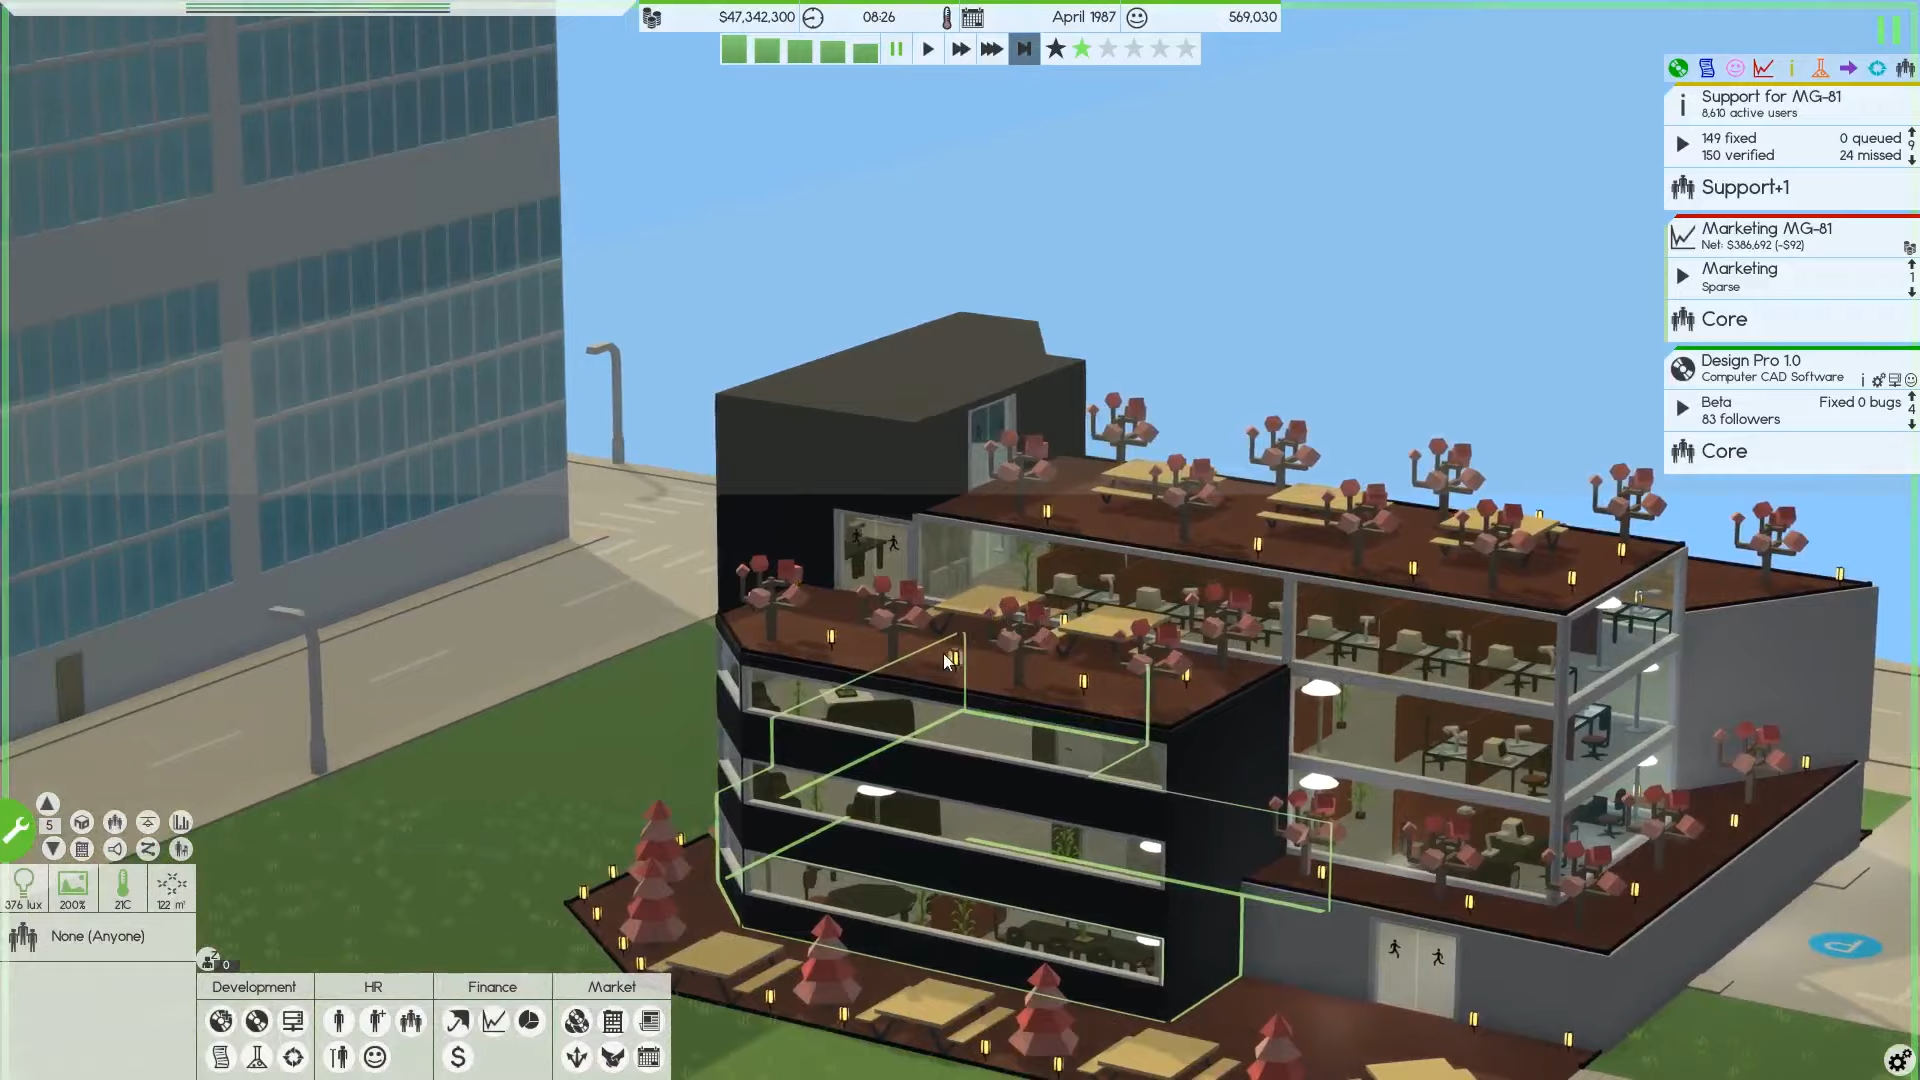 $47,342,300
08:26
April 1987
569,030
Support for MG-81
8,610 active users
149 fixed
0 queued
150 verified
24 missed
9
Support+1
Marketing MG-81
Net: $386,692 (-$92)
Marketing
Sparse
1
Core
Design Pro 1.0
Computer CAD Software
Beta
Fixed 0 bugs
83 followers
4
Core
5
376 lux
200%
21C
122 m²
None (Anyone)
Z
0
Development
HR
Finance
Market